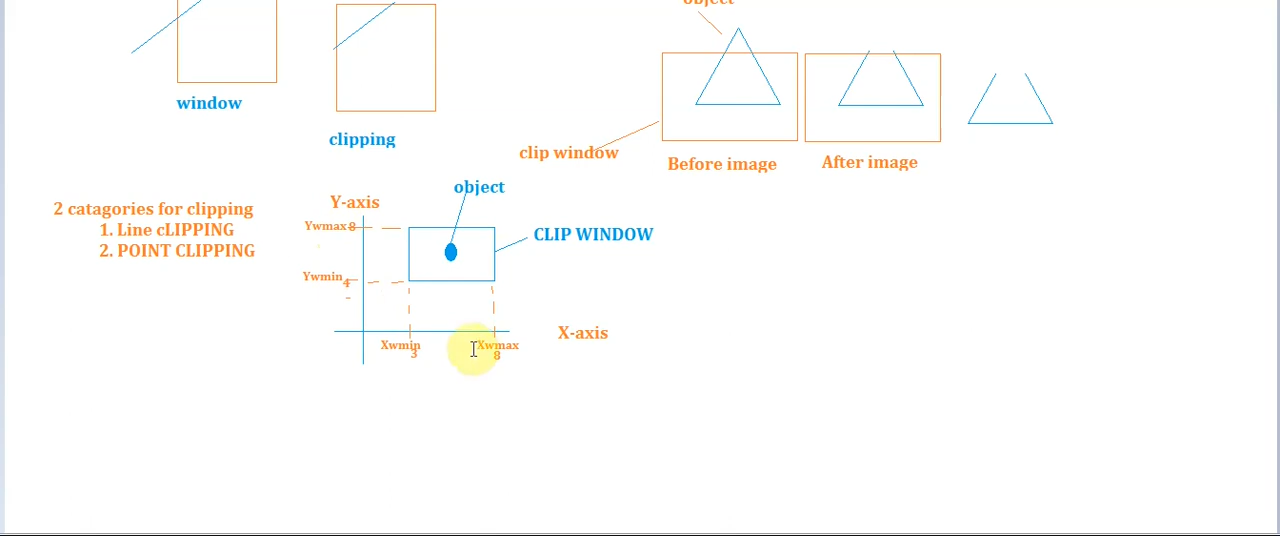 object
window
clipping
clip window
Before image
After image
object
2 catagories for clipping
1. Line cLIPPING
2. POINT CLIPPING
Y-axis
Ywmax 8
CLIP WINDOW
Ywmin 4
X-axis
Xwmin
3
Xwmax
8